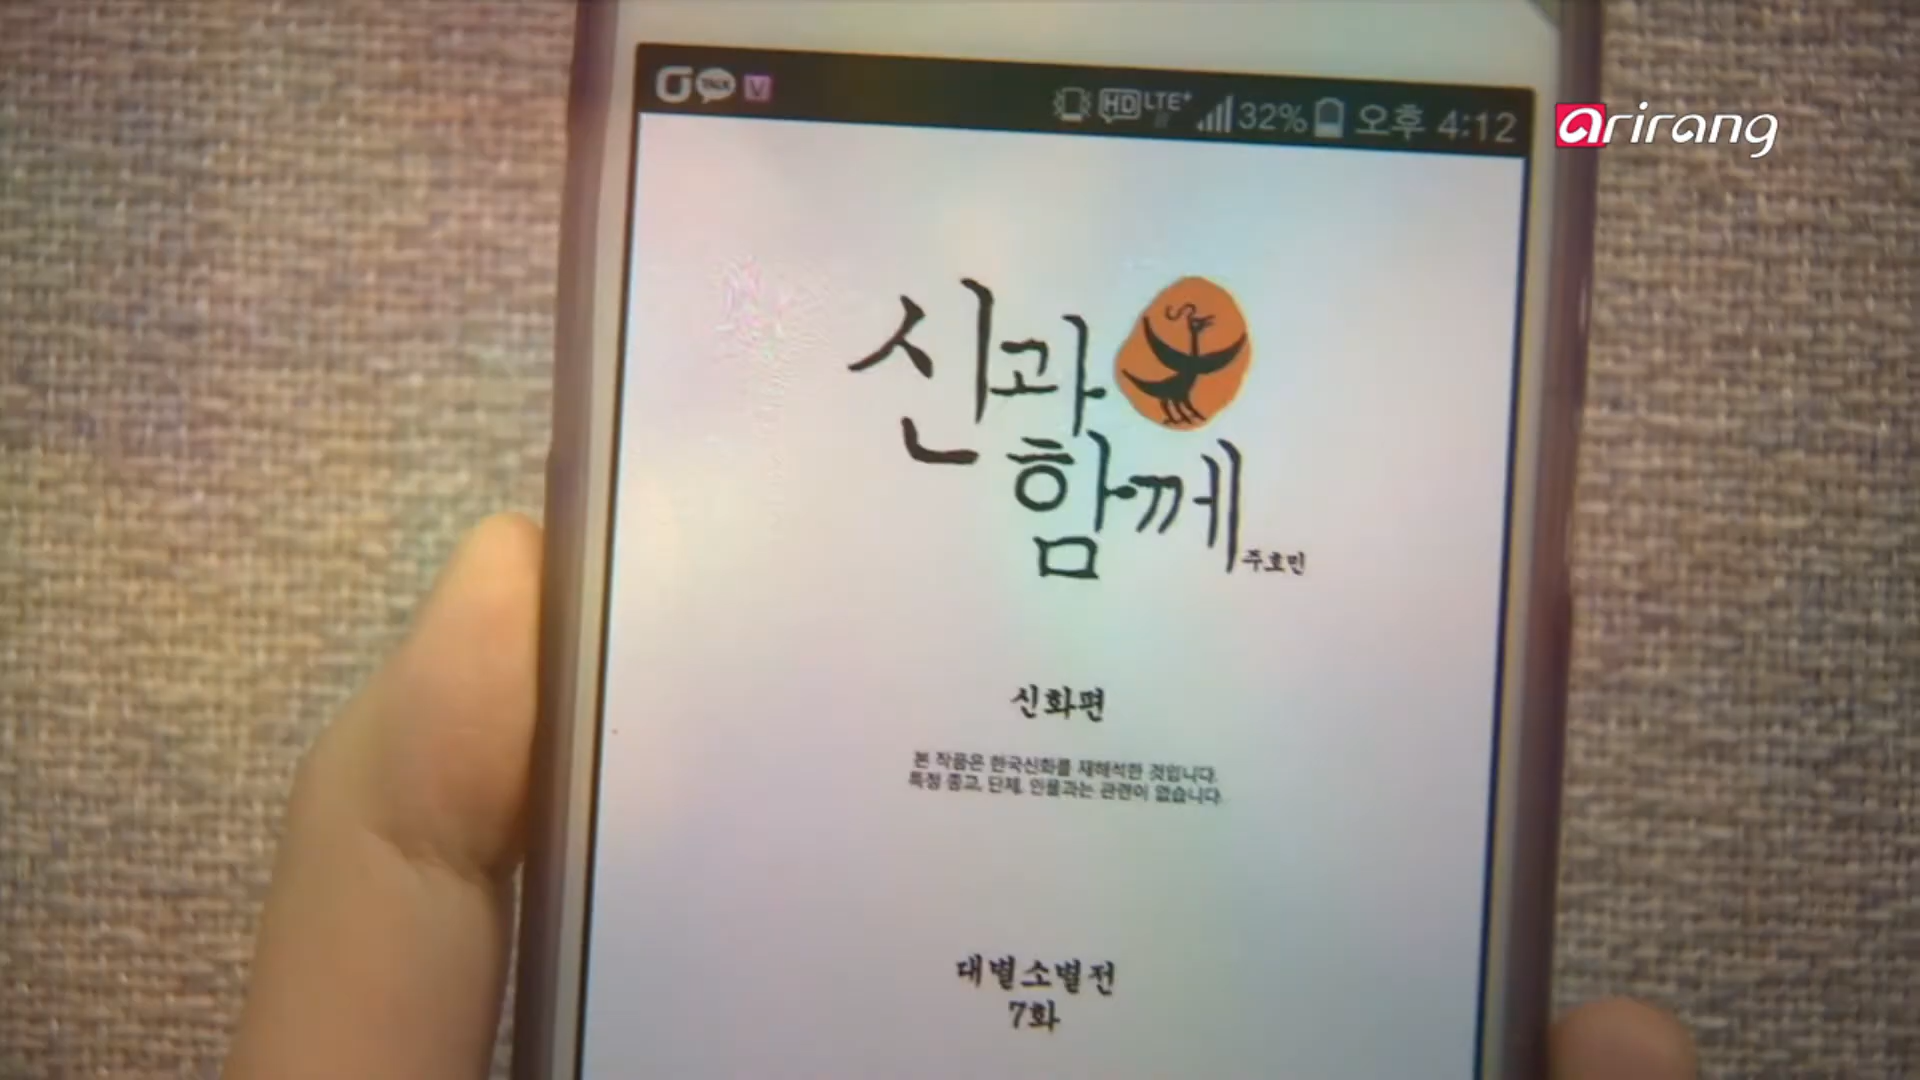 TALK V HD LTE+ 32% 오후 4:12
arirang
신과
함께
주호민
신화편
본 작품은 한국신화를 재해석한 것입니다.
특정 종교, 단체, 인물과는 관련이 없습니다.
대별소별전
7화